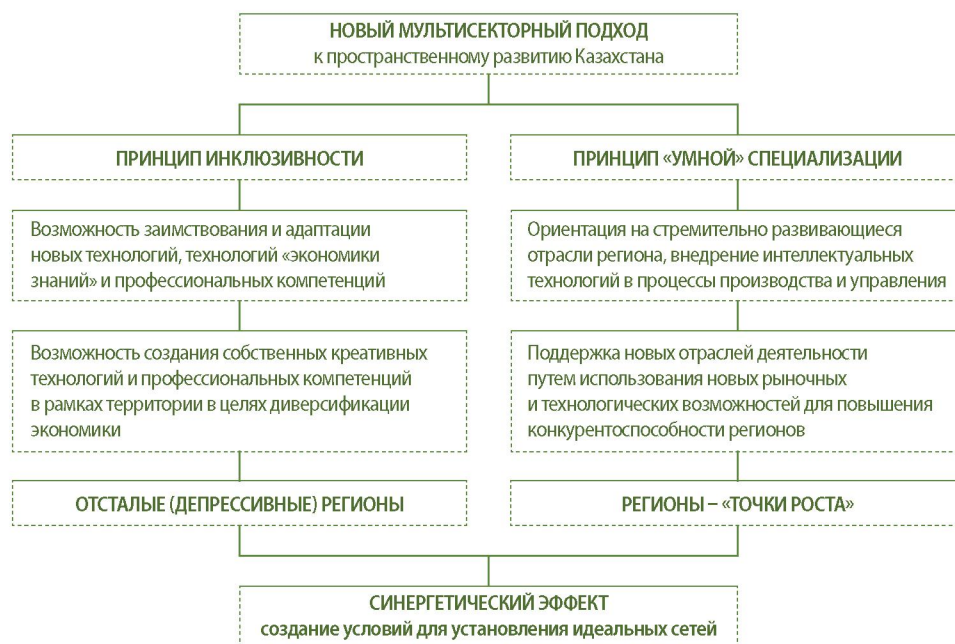 НОВЫЙ МУЛЬТИСЕКТОРНЫЙ ПОДХОД
к пространственному развитию Казахстана
ПРИНЦИП ИНКЛЮЗИВНОСТИ
Возможность заимствования и адаптации
новых технологий, технологий «экономики
знаний» и профессиональных компетенций
Возможность создания собственных креативных
технологий и профессиональных компетенций
в рамках территории в целях диверсификации
экономики
ОТСТАЛЫЕ (ДЕПРЕССИВНЫЕ) РЕГИОНЫ
ПРИНЦИП «УМНОЙ» СПЕЦИАЛИЗАЦИИ
Ориентация на стремительно развивающиеся
отрасли региона, внедрение интеллектуальных
технологий в процессы производства и управления
Поддержка новых отраслей деятельности
путем использования новых рыночных
и технологических возможностей для повышения
конкурентоспособности регионов
РЕГИОНЫ – «ТОЧКИ РОСТА»
СИНЕРГЕТИЧЕСКИЙ ЭФФЕКТ
создание условий для установления идеальных сетей